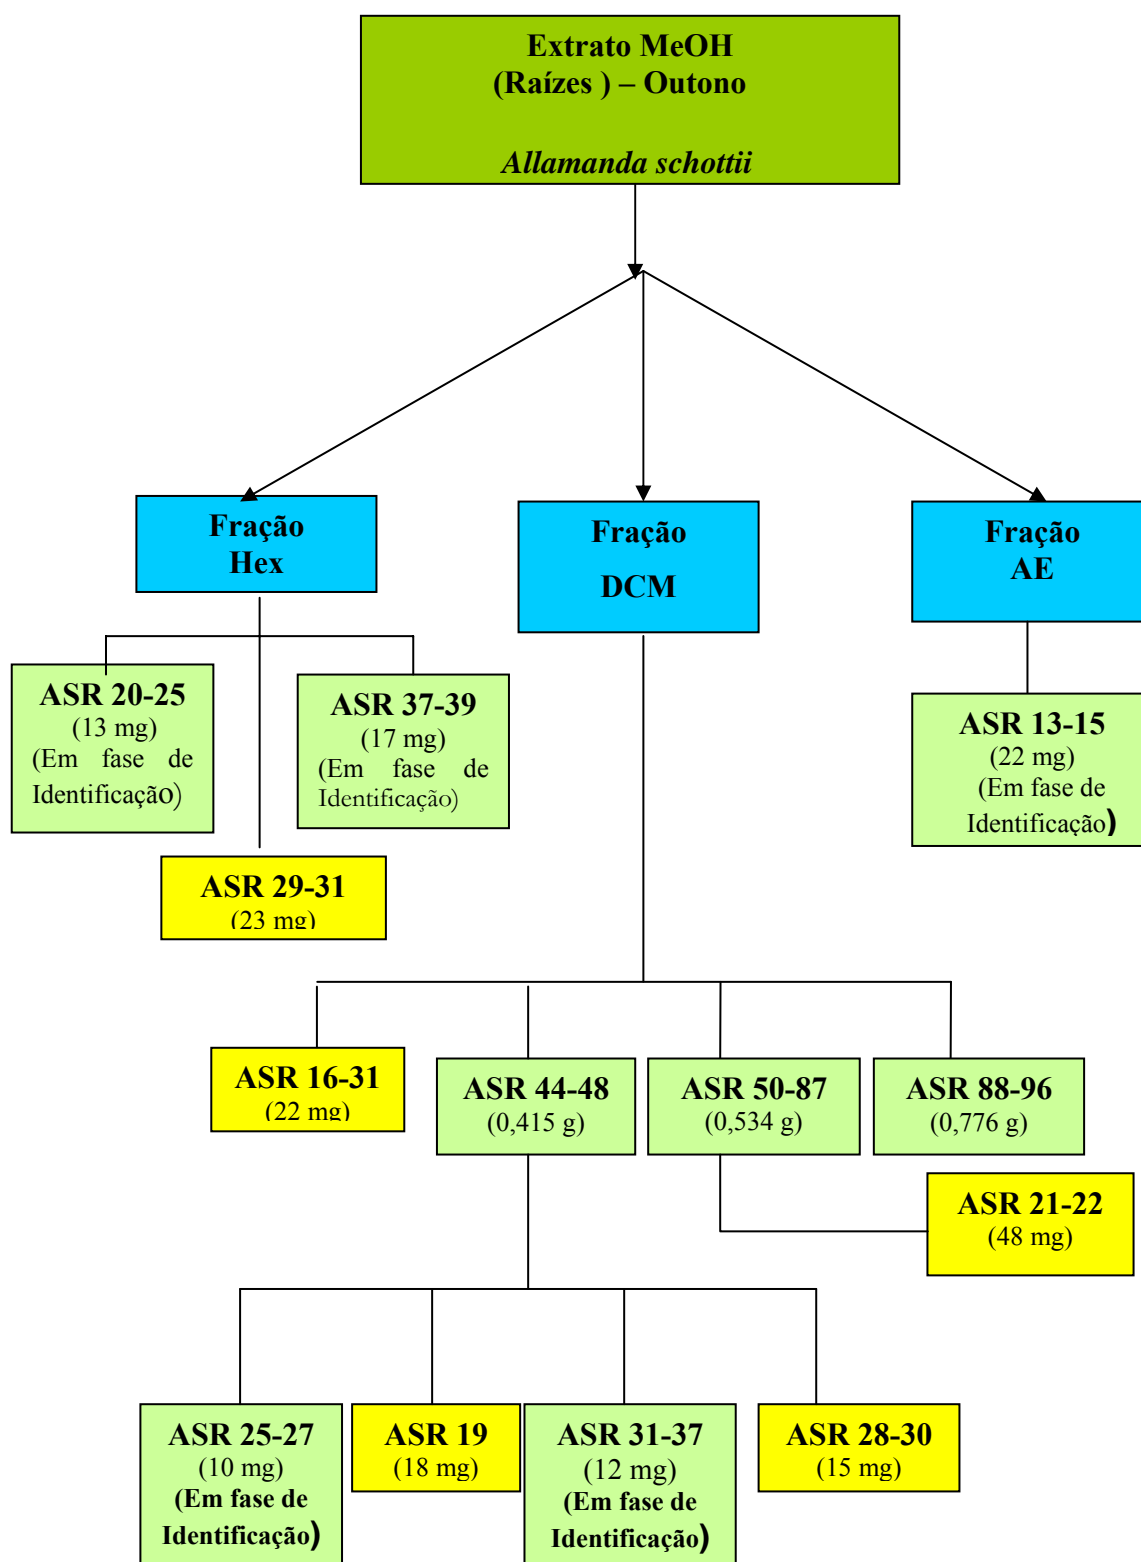 Extrato MeOH
(Raízes ) – Outono
Allamanda schottii
Fração
Hex
Fração
DCM
Fração
AE
ASR 20-25
(13 mg)
(Em fase de
Identificação)
ASR 37-39
(17 mg)
(Em fase de
Identificação)
ASR 13-15
(22 mg)
(Em fase de
Identificação)
ASR 29-31
(23 mg)
ASR 16-31
(22 mg)
ASR 44-48
(0,415 g)
ASR 50-87
(0,534 g)
ASR 88-96
(0,776 g)
ASR 21-22
(48 mg)
ASR 25-27
(10 mg)
(Em fase de
Identificação)
ASR 19
(18 mg)
ASR 31-37
(12 mg)
(Em fase de
Identificação)
ASR 28-30
(15 mg)